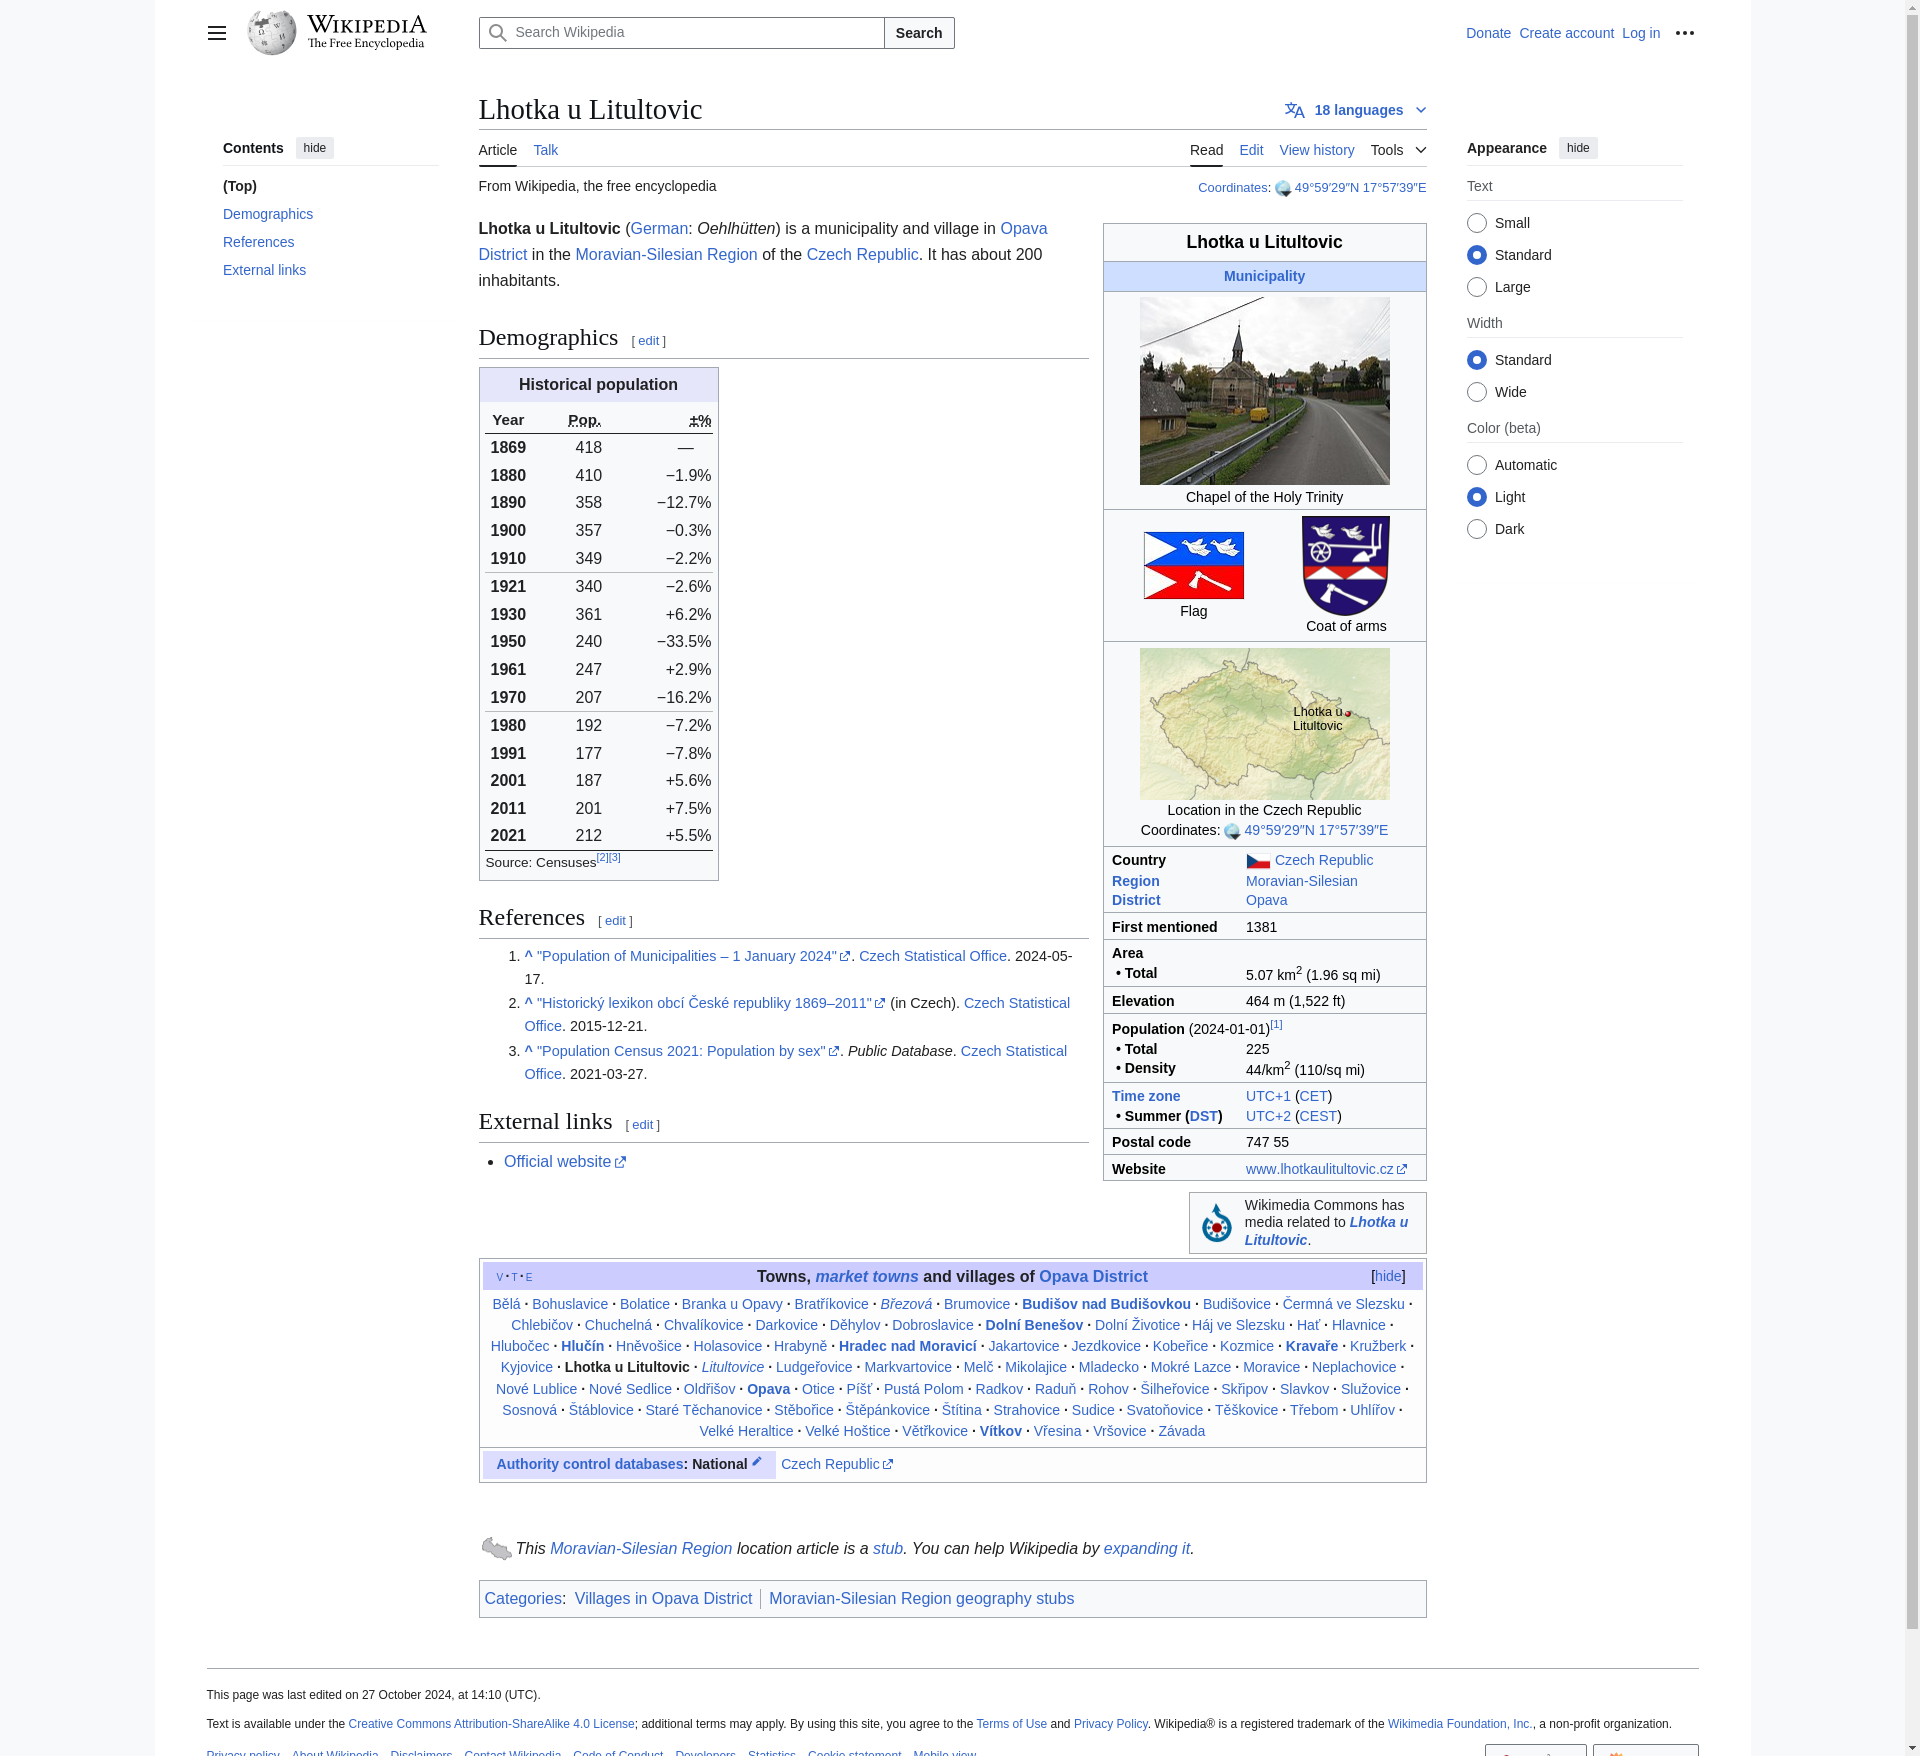 WIKIPEDIA
The Free Encyclopedia
Search Wikipedia
Search
Donate Create account Log in
Lhotka u Litultovic
18 languages
Contents hide
(Top)
Demographics
References
External links
Article Talk
Read Edit View history Tools
From Wikipedia, the free encyclopedia
Coordinates: 49°59′29″N 17°57′39″E
Lhotka u Litultovic (German: Oehlhütten) is a municipality and village in Opava
District in the Moravian-Silesian Region of the Czech Republic. It has about 200
inhabitants.
Demographics [ edit ]
Historical population
Year Pop. ±%
1869 418 —
1880 410 −1.9%
1890 358 −12.7%
1900 357 −0.3%
1910 349 −2.2%
1921 340 −2.6%
1930 361 +6.2%
1950 240 −33.5%
1961 247 +2.9%
1970 207 −16.2%
1980 192 −7.2%
1991 177 −7.8%
2001 187 +5.6%
2011 201 +7.5%
2021 212 +5.5%
Source: Censuses[2][3]
References [ edit ]
1. ^ "Population of Municipalities – 1 January 2024". Czech Statistical Office. 2024-05-
17.
2. ^ "Historický lexikon obcí České republiky 1869–2011" (in Czech). Czech Statistical
Office. 2015-12-21.
3. ^ "Population Census 2021: Population by sex". Public Database. Czech Statistical
Office. 2021-03-27.
External links [ edit ]
• Official website
Lhotka u Litultovic
Municipality
Chapel of the Holy Trinity
Flag
Coat of arms
Lhotka u
Litultovic
Location in the Czech Republic
Coordinates: 49°59′29″N 17°57′39″E
Country Czech Republic
Region Moravian-Silesian
District Opava
First mentioned 1381
Area
• Total 5.07 km2 (1.96 sq mi)
Elevation 464 m (1,522 ft)
Population (2024-01-01)[1]
• Total 225
• Density 44/km2 (110/sq mi)
Time zone UTC+1 (CET)
• Summer (DST) UTC+2 (CEST)
Postal code 747 55
Website www.lhotkaulitultovic.cz
Wikimedia Commons has
media related to Lhotka u
Litultovic.
Appearance hide
Text
Small
Standard
Large
Width
Standard
Wide
Color (beta)
Automatic
Light
Dark
V · T · E Towns, market towns and villages of Opava District [hide]
Bělá · Bohuslavice · Bolatice · Branka u Opavy · Bratříkovice · Březová · Brumovice · Budišov nad Budišovkou · Budišovice · Čermná ve Slezsku ·
Chlebičov · Chuchelná · Chvalíkovice · Darkovice · Děhylov · Dobroslavice · Dolní Benešov · Dolní Životice · Háj ve Slezsku · Hať · Hlavnice ·
Hlubočec · Hlučín · Hněvošice · Holasovice · Hrabyně · Hradec nad Moravicí · Jakartovice · Jezdkovice · Kobeřice · Kozmice · Kravaře · Kružberk ·
Kyjovice · Lhotka u Litultovic · Litultovice · Ludgeřovice · Markvartovice · Melč · Mikolajice · Mladecko · Mokré Lazce · Moravice · Neplachovice ·
Nové Lublice · Nové Sedlice · Oldřišov · Opava · Otice · Píšť · Pustá Polom · Radkov · Raduň · Rohov · Šilheřovice · Skřipov · Slavkov · Služovice ·
Sosnová · Štáblovice · Staré Těchanovice · Stěbořice · Štěpánkovice · Štítina · Strahovice · Sudice · Svatoňovice · Těškovice · Třebom · Uhlířov ·
Velké Heraltice · Velké Hoštice · Větřkovice · Vítkov · Vřesina · Vršovice · Závada
Authority control databases: National Czech Republic
This Moravian-Silesian Region location article is a stub. You can help Wikipedia by expanding it.
Categories: Villages in Opava District | Moravian-Silesian Region geography stubs
This page was last edited on 27 October 2024, at 14:10 (UTC).
Text is available under the Creative Commons Attribution-ShareAlike 4.0 License; additional terms may apply. By using this site, you agree to the Terms of Use and Privacy Policy. Wikipedia® is a registered trademark of the Wikimedia Foundation, Inc., a non-profit organization.
Privacy policy About Wikipedia Disclaimers Contact Wikipedia Code of Conduct Developers Statistics Cookie statement Mobile view